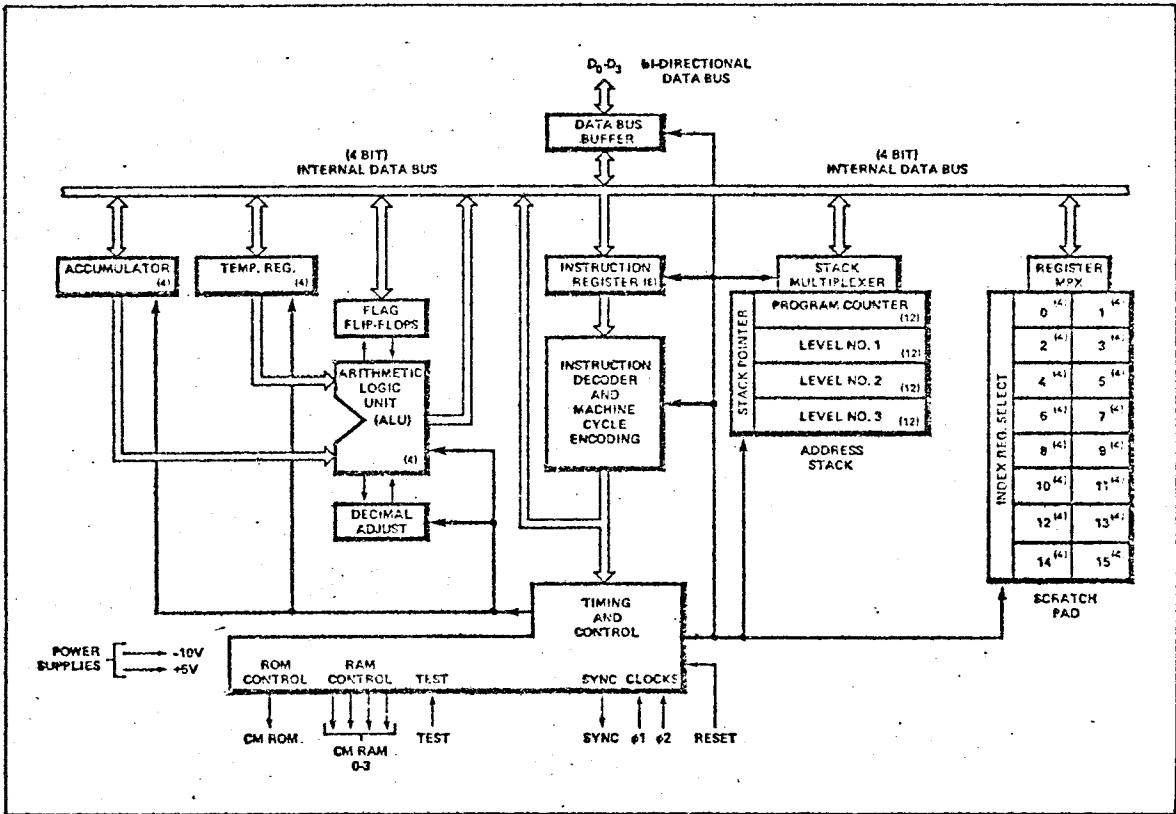 D0-D3 BI-DIRECTIONAL
DATA BUS
DATA BUS
BUFFER
(4 BIT)
INTERNAL DATA BUS
(4 BIT)
INTERNAL DATA BUS
ACCUMULATOR
(4)
TEMP. REG.
(4)
FLAG
FLIP-FLOPS
ARITHMETIC
LOGIC
UNIT
(ALU)
(4)
DECIMAL
ADJUST
INSTRUCTION
REGISTER (8)
INSTRUCTION
DECODER
AND
MACHINE
CYCLE
ENCODING
STACK
MULTIPLEXER
STACK POINTER
PROGRAM COUNTER
(12)
LEVEL NO. 1
(12)
LEVEL NO. 2
(12)
LEVEL NO. 3
(12)
ADDRESS
STACK
REGISTER
MPX
INDEX REG. SELECT
0 (4) 1 (4)
2 (4) 3 (4)
4 (4) 5 (4)
6 (4) 7 (4)
8 (4) 9 (4)
10 (4) 11 (4)
12 (4) 13 (4)
14 (4) 15 (4
SCRATCH
PAD
TIMING
AND
CONTROL
POWER
SUPPLIES
-10V
+5V
ROM
CONTROL
RAM
CONTROL
TEST
SYNC
CLOCKS
CM ROM
CM RAM
0-3
TEST
SYNC
φ1
φ2
RESET